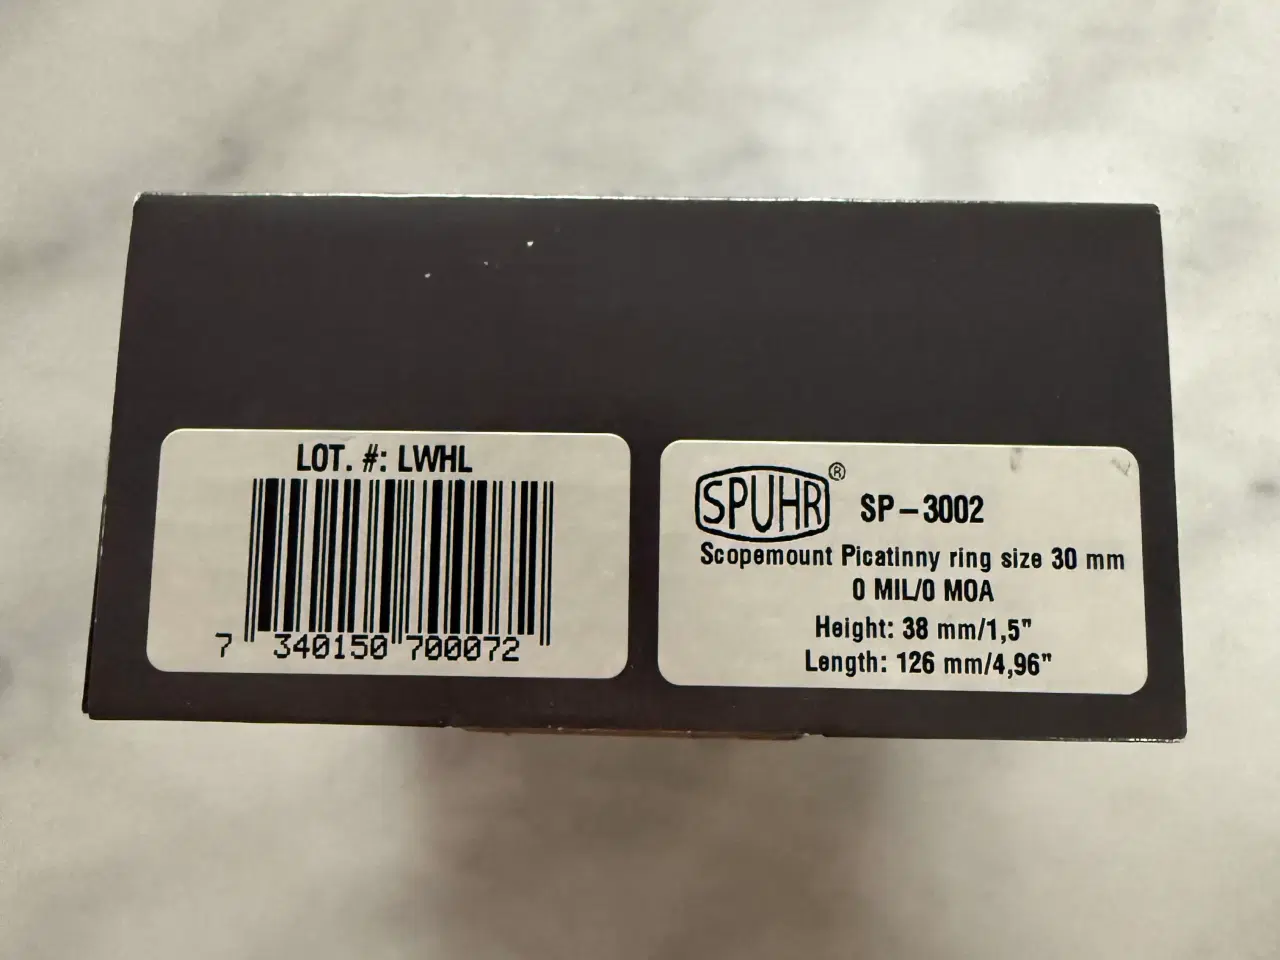 LOT. #: LWHL
7 340150 700072
SPUHR® SP-3002
Scopemount Picatinny ring size 30 mm
0 MIL/0 MOA
Height: 38 mm/1,5"
Length: 126 mm/4,96"